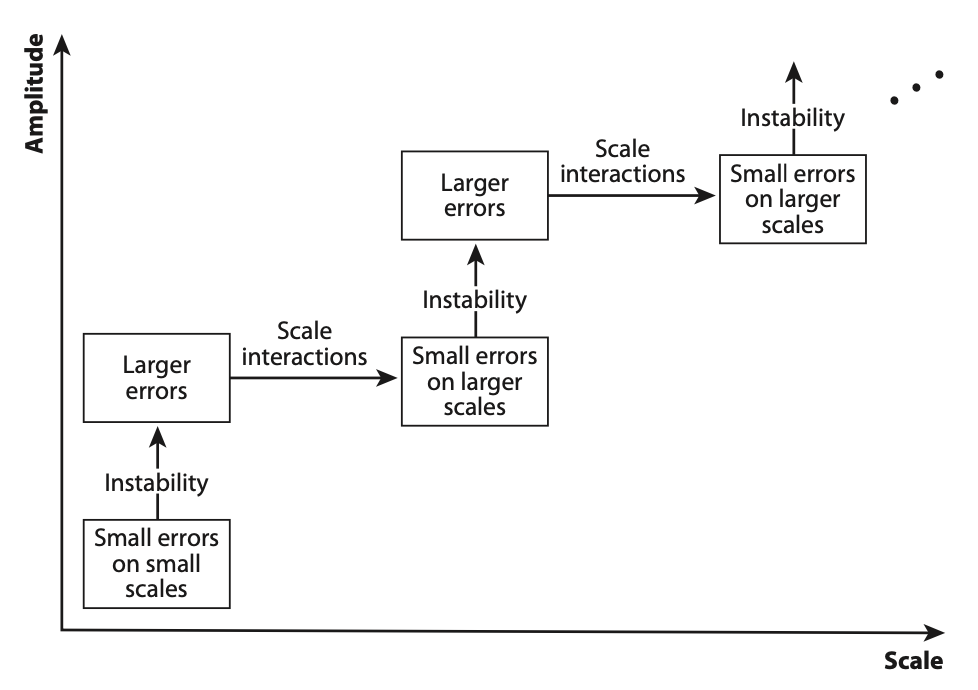 Amplitude
Instability
Scale
interactions
Larger
errors
Small errors
on larger
scales
Instability
Scale
interactions
Larger
errors
Small errors
on larger
scales
Instability
Small errors
on small
scales
Scale